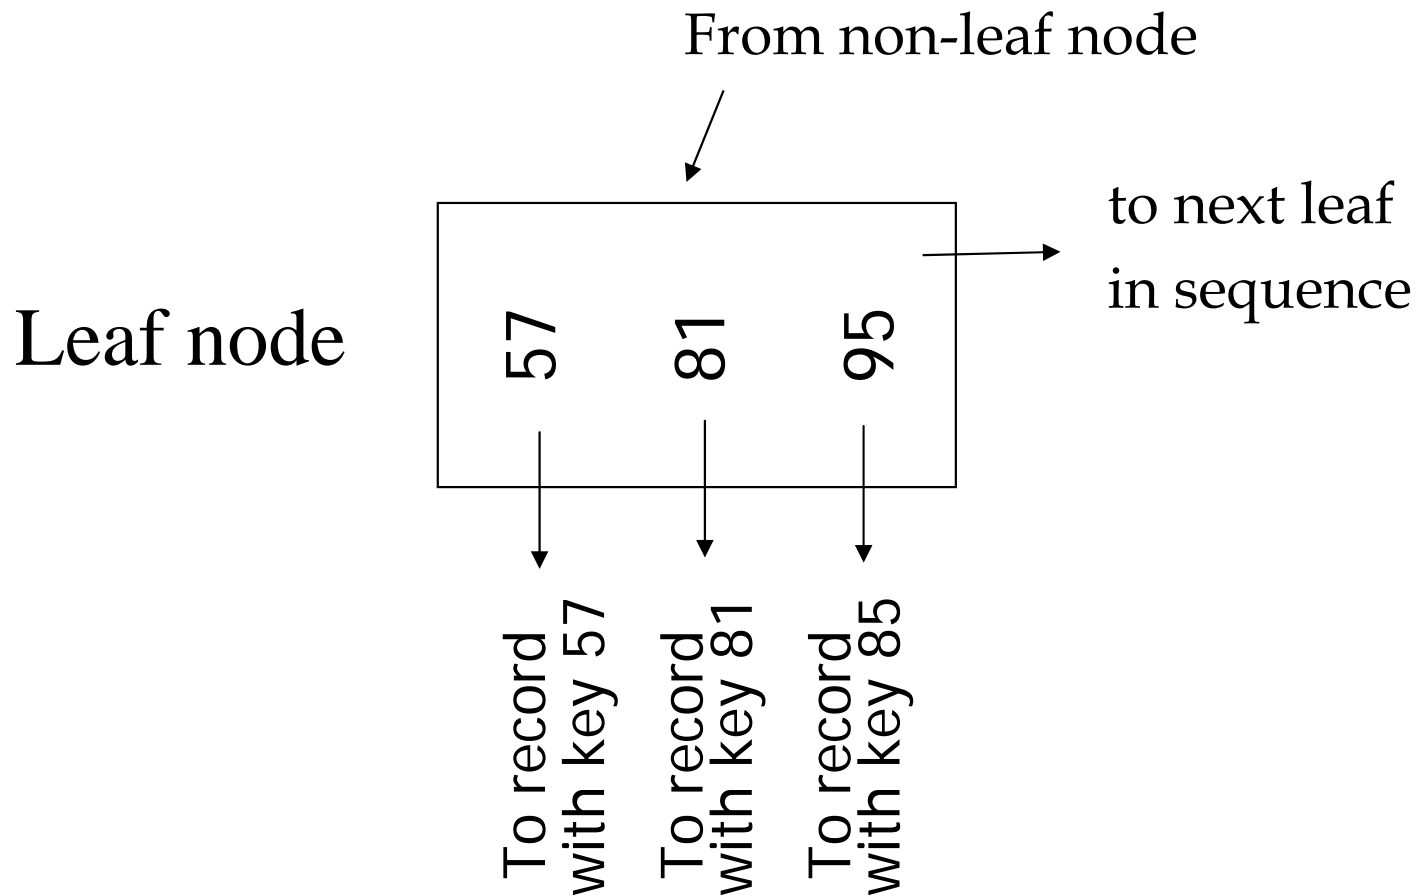 From non-leaf node
to next leaf
in sequence
Leaf node
57
81
95
To record
with key 57
To record
with key 81
To record
with key 85